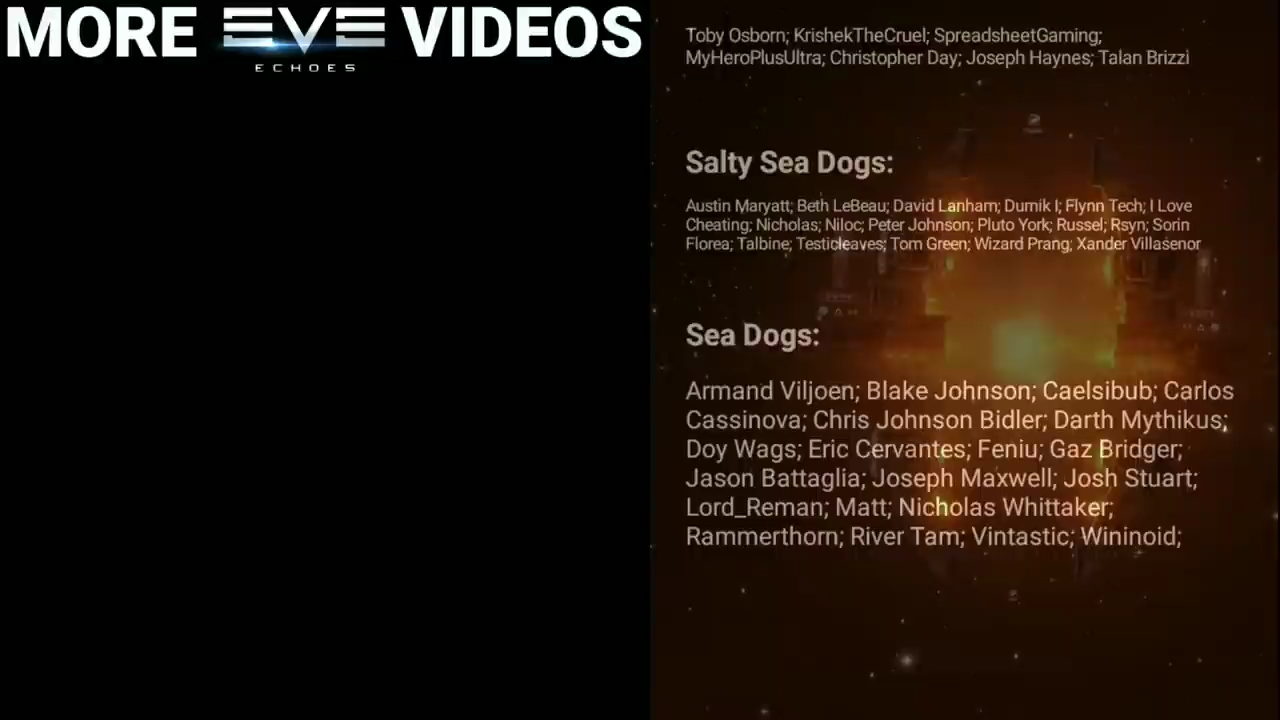 MORE EVE VIDEOS
ECHOES
Toby Osborn; KrishekTheCruel; SpreadsheetGaming;
MyHeroPlusUltra; Christopher Day; Joseph Haynes; Talan Brizzi
Salty Sea Dogs:
Austin Maryatt; Beth LeBeau; David Lanham; Durnik I; Flynn Tech; I Love
Cheating; Nicholas; Niloc; Peter Johnson; Pluto York; Russel; Rsyn; Sorin
Florea; Talbine; Testicleaves; Tom Green; Wizard Prang; Xander Villasenor
Sea Dogs:
Armand Viljoen; Blake Johnson; Caelsibub; Carlos
Cassinova; Chris Johnson Bidler; Darth Mythikus;
Doy Wags; Eric Cervantes; Feniu; Gaz Bridger;
Jason Battaglia; Joseph Maxwell; Josh Stuart;
Lord_Reman; Matt; Nicholas Whittaker;
Rammerthorn; River Tam; Vintastic; Wininoid;